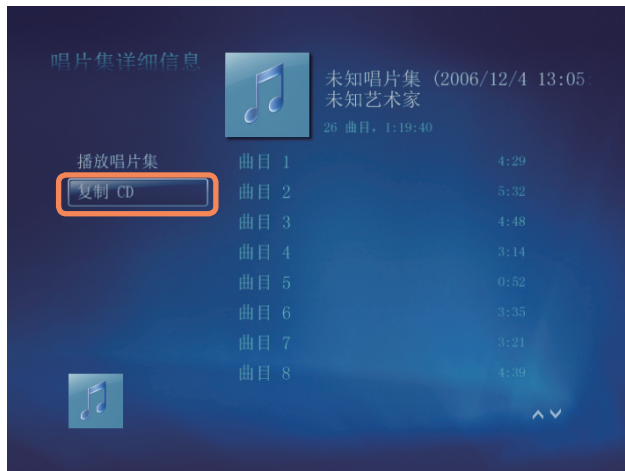 唱片集详细信息
未知唱片集 (2006/12/4 13:05:
未知艺术家
26 曲目, 1:19:40
播放唱片集
复制 CD
曲目 1 4:29
曲目 2 5:32
曲目 3 4:48
曲目 4 3:14
曲目 5 0:52
曲目 6 3:35
曲目 7 3:21
曲目 8 4:39